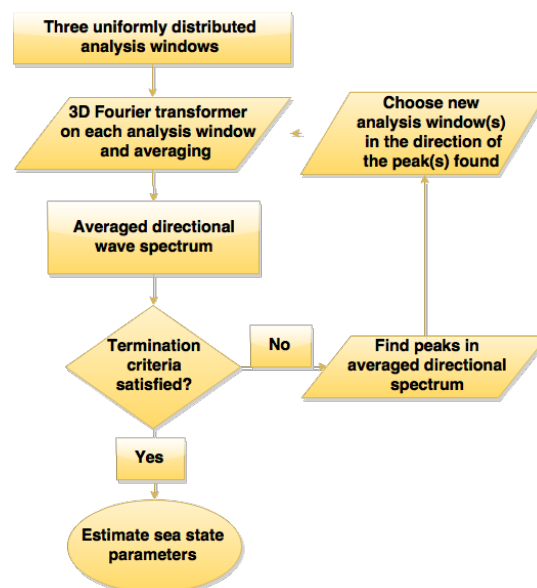 Three uniformly distributed
analysis windows
3D Fourier transformer
on each analysis window
and averaging
Choose new
analysis window(s)
in the direction of
the peak(s) found
Averaged directional
wave spectrum
Termination
criteria
satisfied?
No
Find peaks in
averaged directional
spectrum
Yes
Estimate sea state
parameters